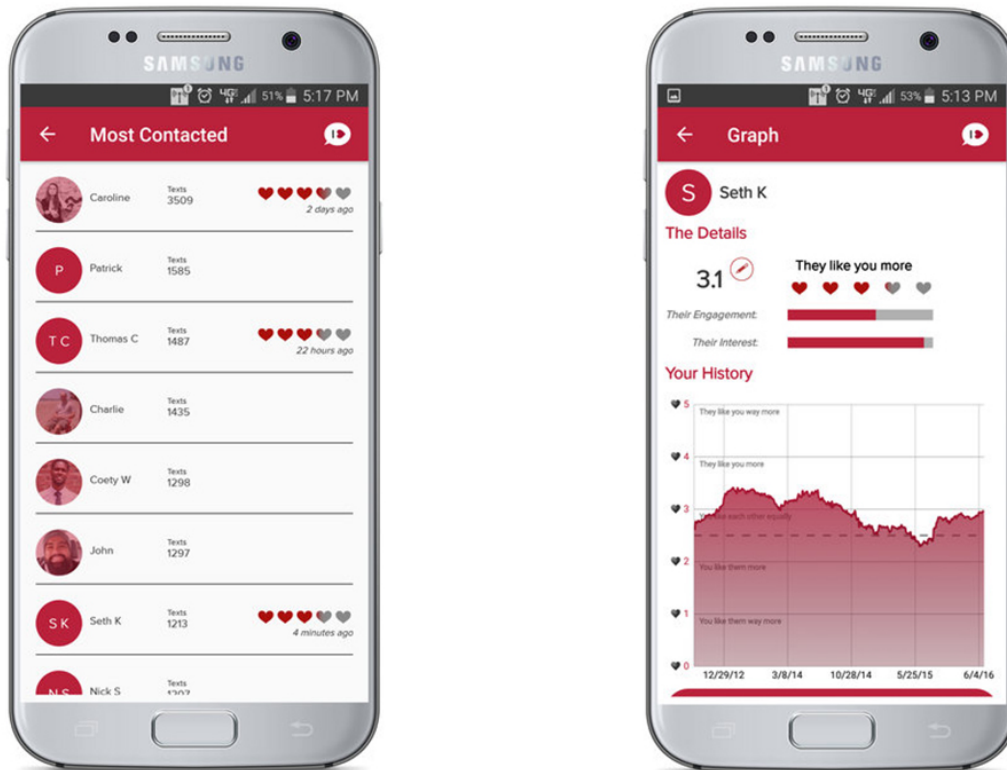 SAMSUNG
51% 5:17 PM
Most Contacted
Caroline Texts 3509
2 days ago
P Patrick Texts 1585
T C Thomas C Texts 1487
22 hours ago
Charlie Texts 1435
Coety W Texts 1298
John Texts 1297
S K Seth K Texts 1213
4 minutes ago
N S Nick S Texts 1207
SAMSUNG
53% 5:13 PM
Graph
S Seth K
The Details
3.1 They like you more
Their Engagement:
Their Interest:
Your History
5 They like you way more
4 They like you more
3 You like each other equally
2 You like them more
1 You like them way more
0
12/29/12 3/8/14 10/28/14 5/25/15 6/4/16